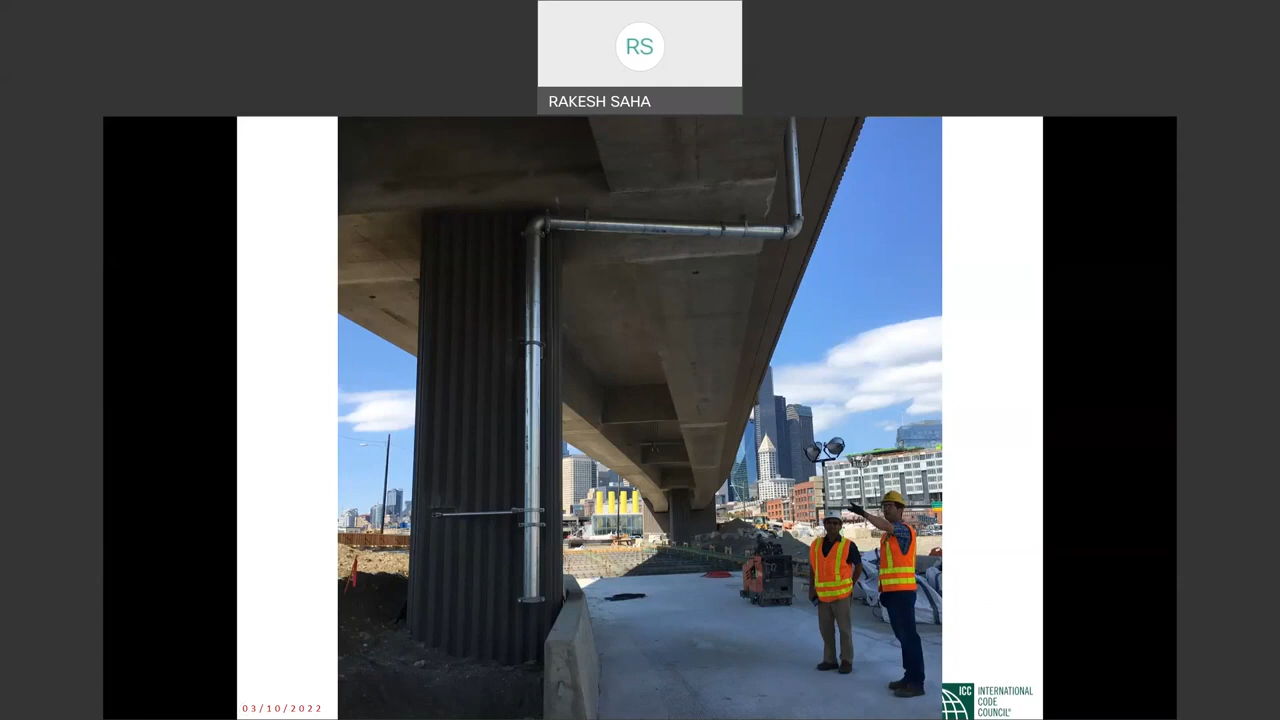 RS
RAKESH SAHA
03/10/2022
ICC
INTERNATIONAL
CODE
COUNCIL®